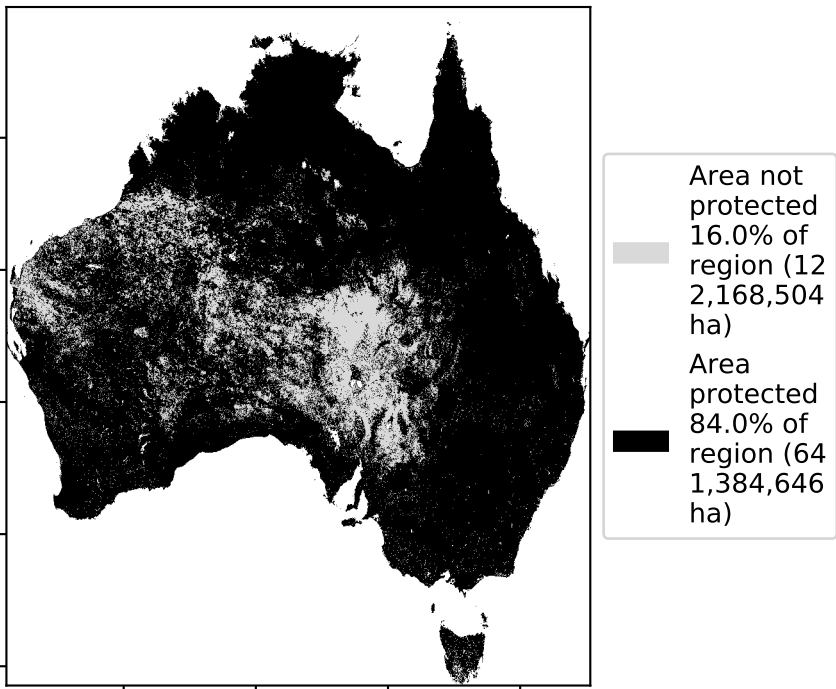 Area not
protected
16.0% of
region (12
2,168,504
ha)
Area
protected
84.0% of
region (64
1,384,646
ha)